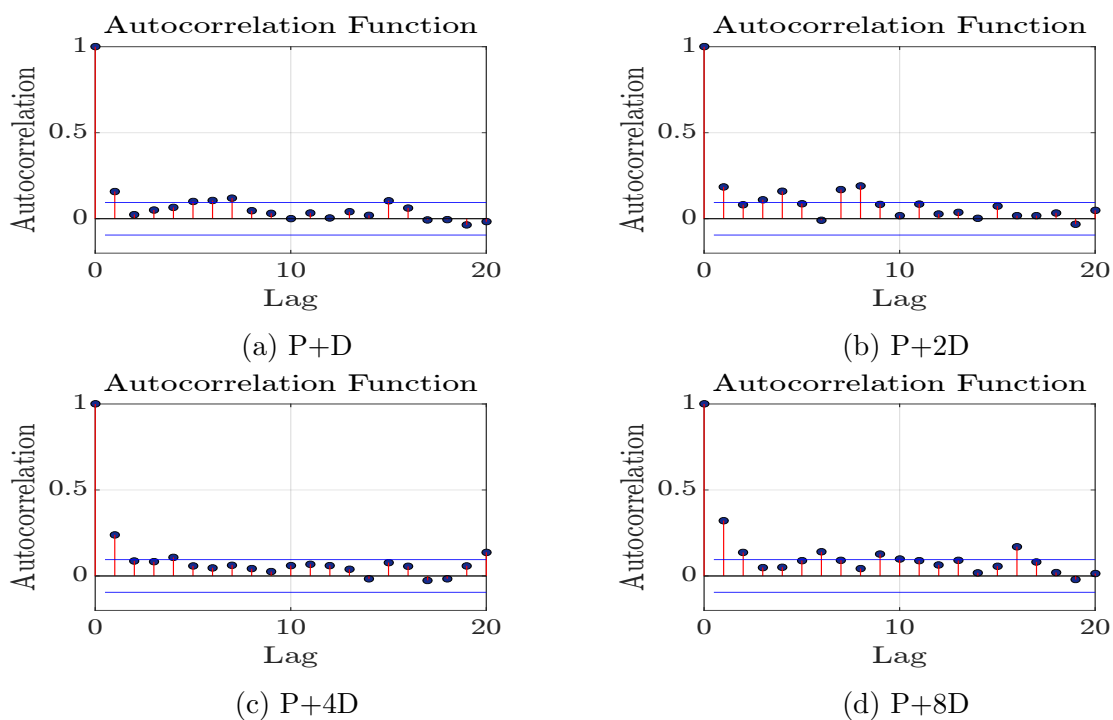 Autocorrelation Function
1
0.5
0
Autocorrelation
0 10 20
Lag
(a) P+D
Autocorrelation Function
1
0.5
0
Autocorrelation
0 10 20
Lag
(b) P+2D
Autocorrelation Function
1
0.5
0
Autocorrelation
0 10 20
Lag
(c) P+4D
Autocorrelation Function
1
0.5
0
Autocorrelation
0 10 20
Lag
(d) P+8D